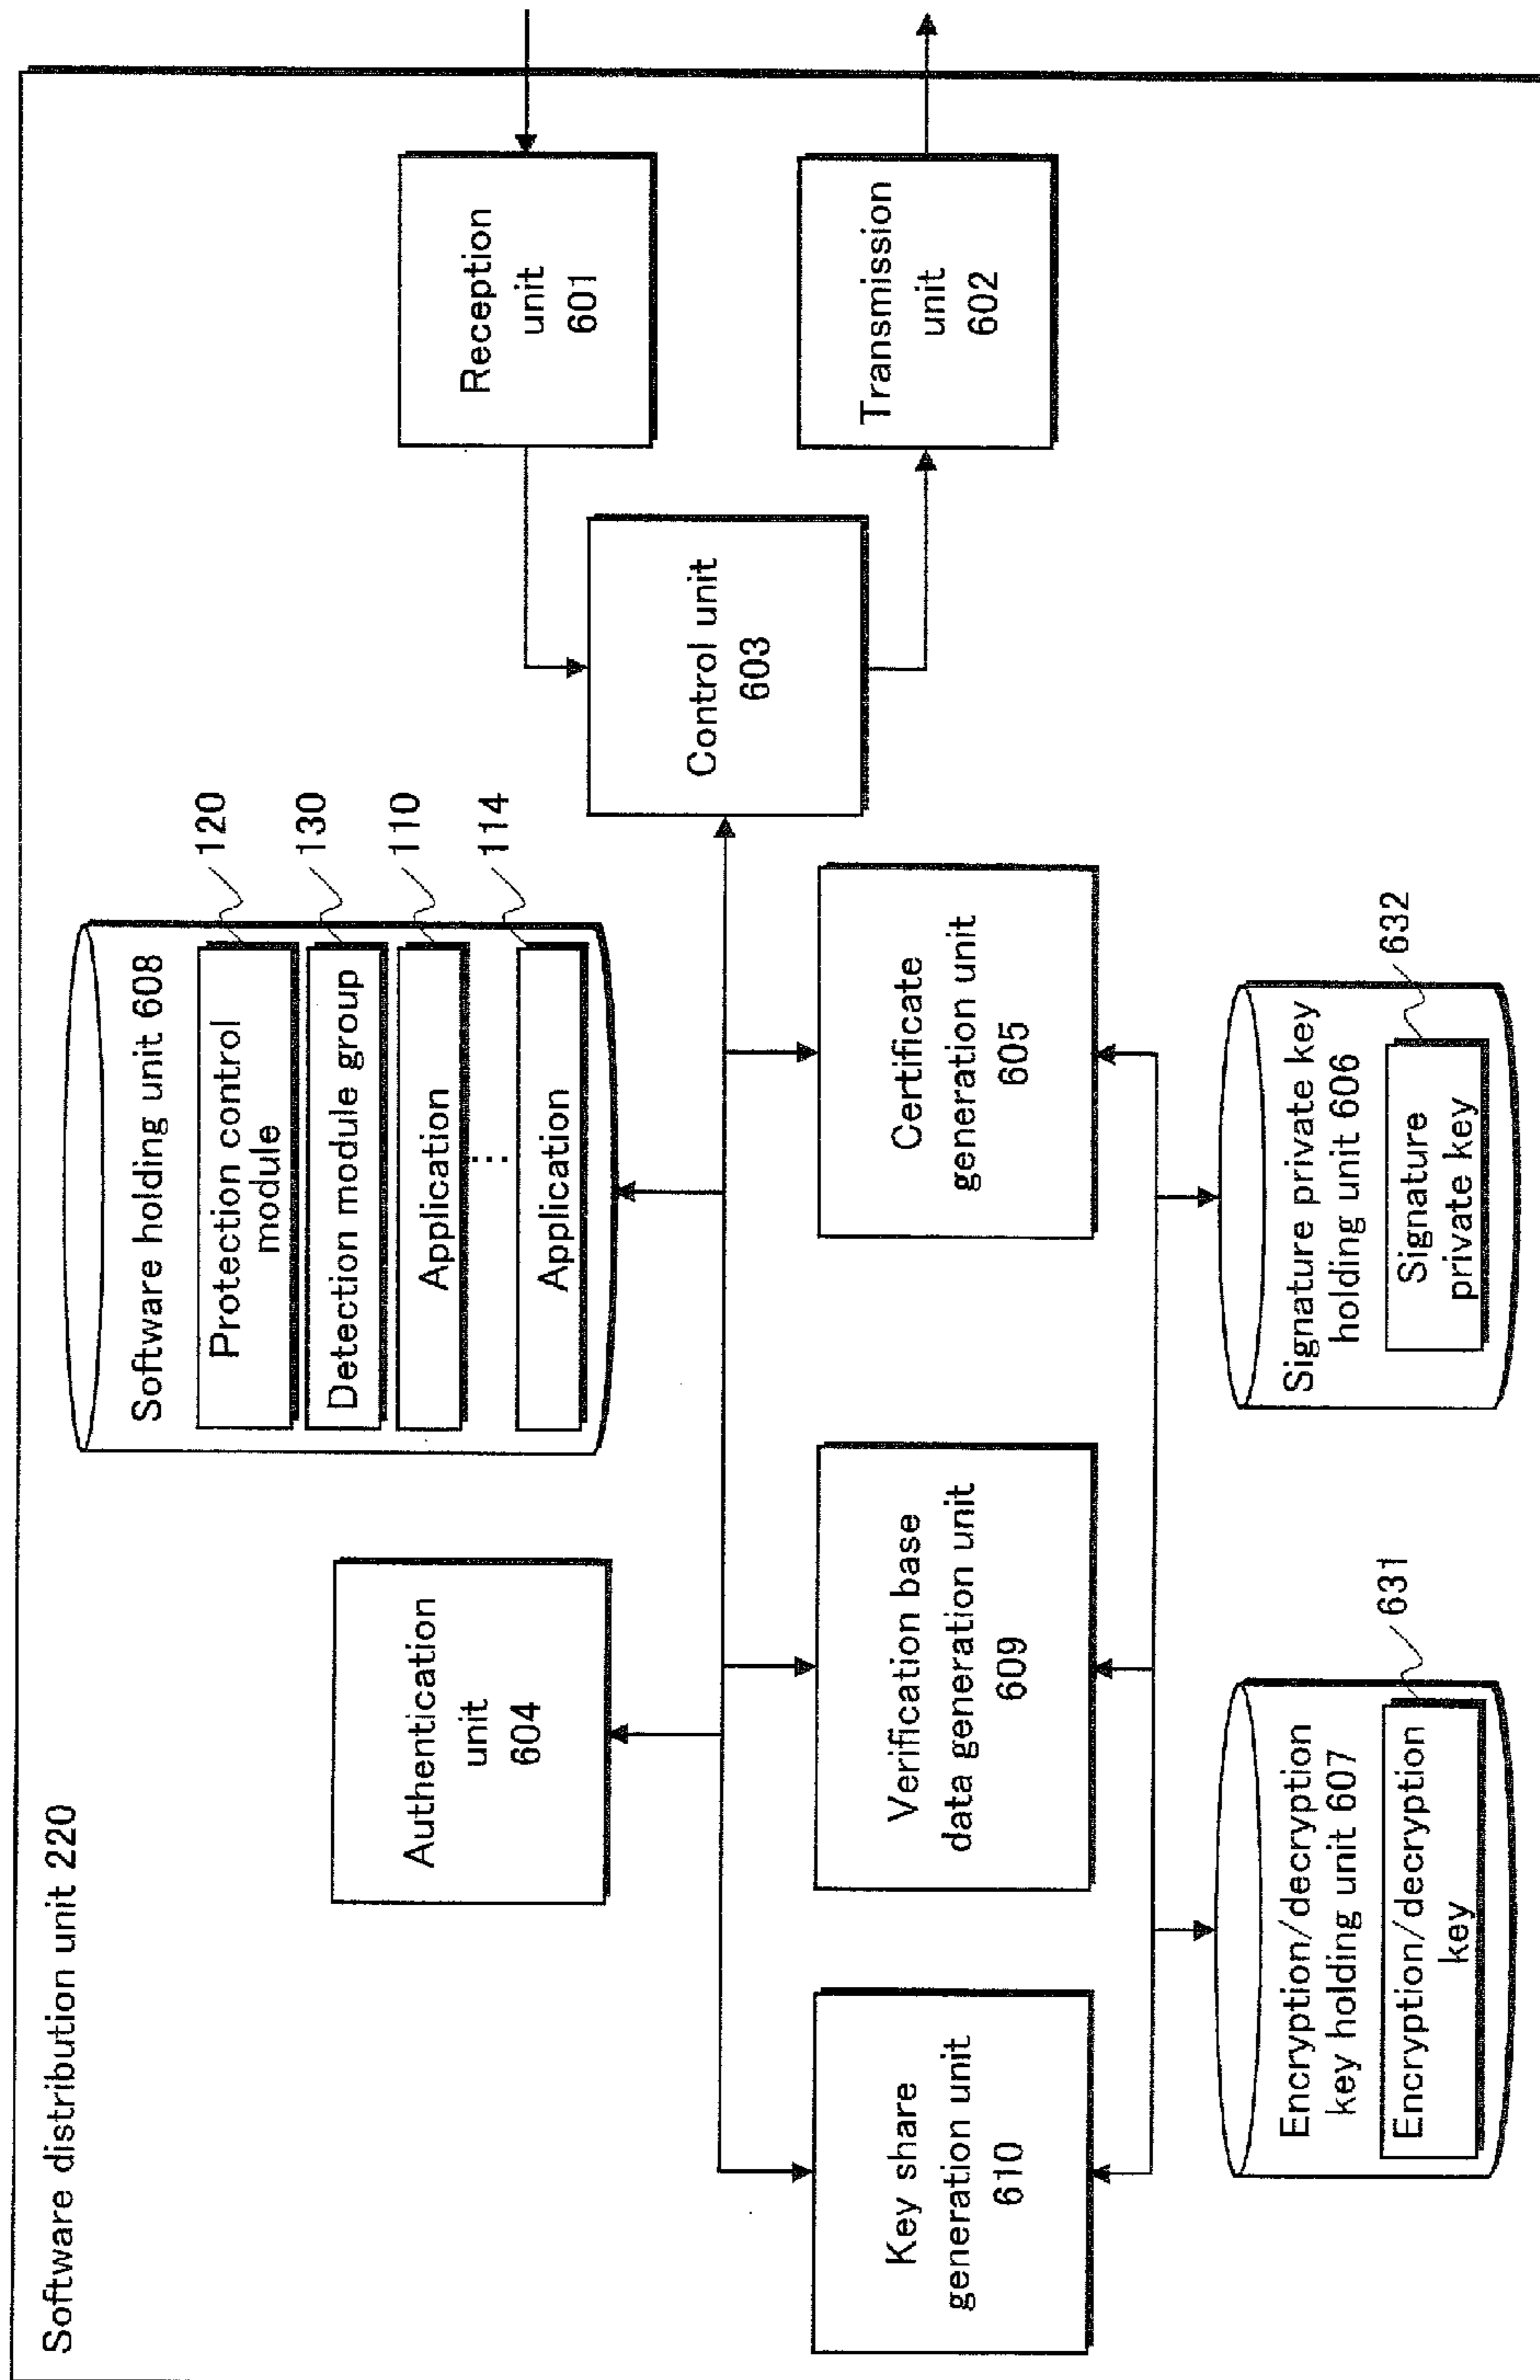 Software distribution unit 220
Software holding unit 608
Protection control
module
120
Detection module group
130
Application
110
⋮
Application
114
Reception
unit
601
Authentication
unit
604
Control unit
603
Transmission
unit
602
Key share
generation unit
610
Verification base
data generation unit
609
Certificate
generation unit
605
Encryption/decryption
key holding unit 607
Encryption/decryption
key
631
Signature private key
holding unit 606
Signature
private key
632